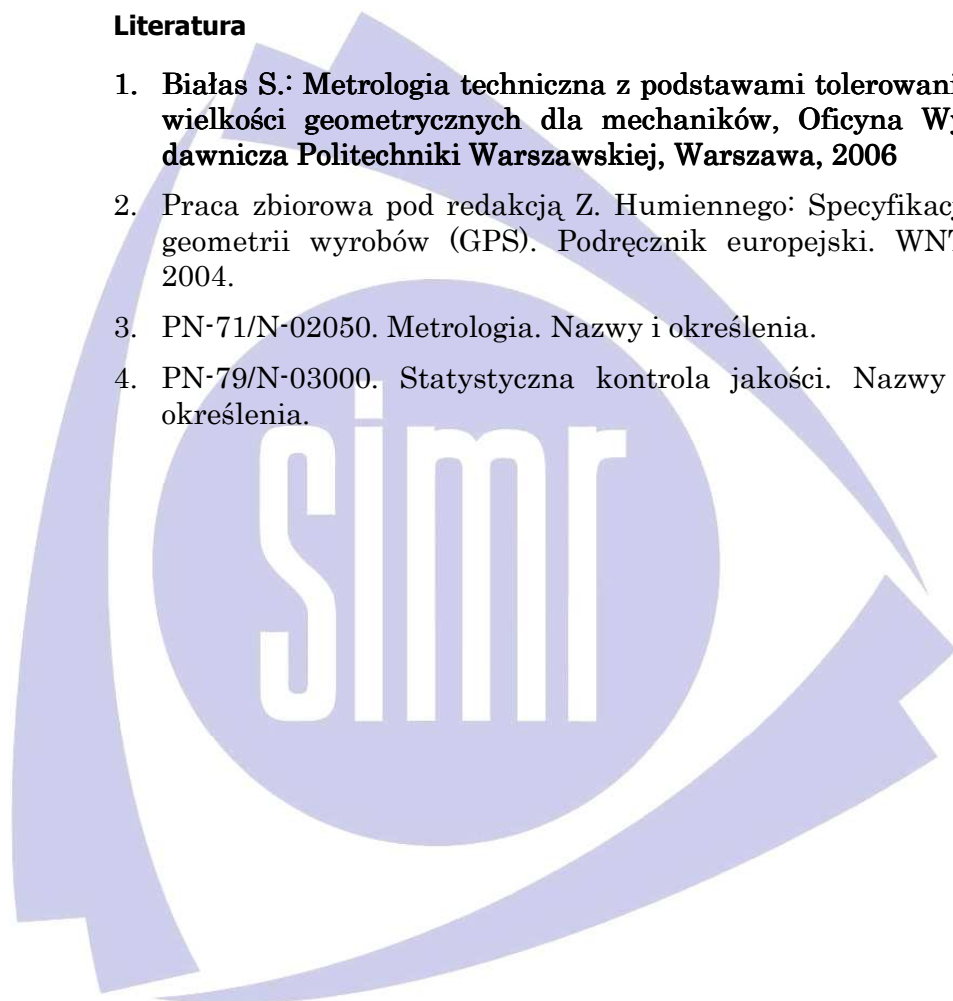 Literatura
1. Białas S.: Metrologia techniczna z podstawami tolerowani
wielkości geometrycznych dla mechaników, Oficyna Wy
dawnicza Politechniki Warszawskiej, Warszawa, 2006
2. Praca zbiorowa pod redakcją Z. Humiennego: Specyfikacj
geometrii wyrobów (GPS). Podręcznik europejski. WNT
2004.
3. PN-71/N-02050. Metrologia. Nazwy i określenia.
4. PN-79/N-03000. Statystyczna kontrola jakości. Nazwy
określenia.
simr